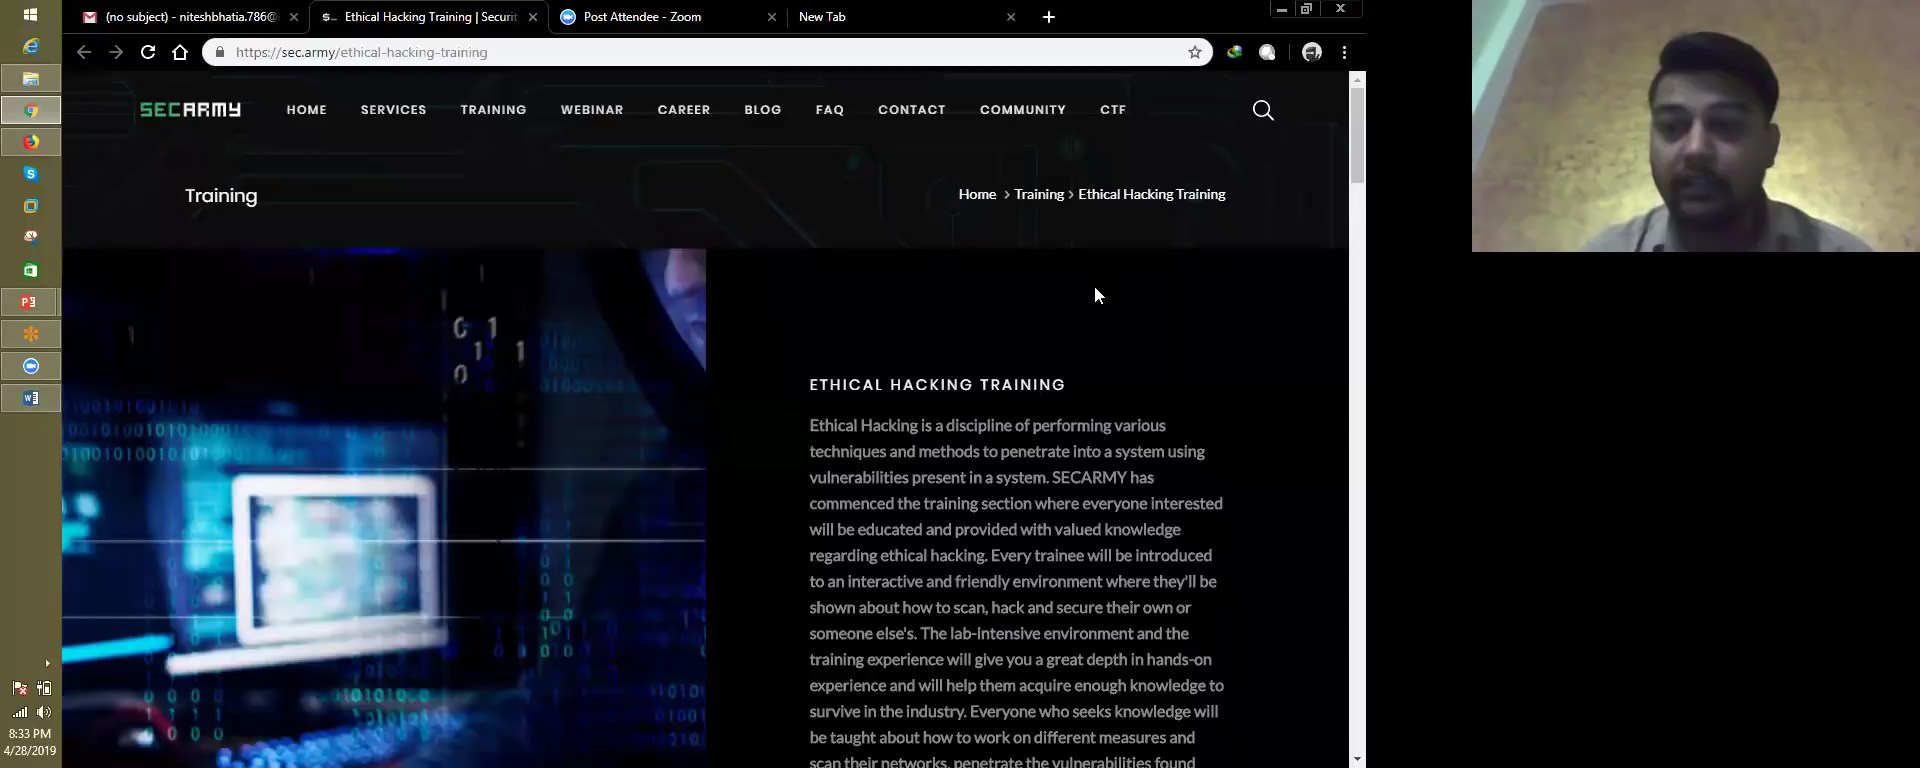 (no subject) - niteshbhatia.786@
Ethical Hacking Training | Securit
Post Attendee - Zoom
New Tab
https://sec.army/ethical-hacking-training
SECARMY
HOME
SERVICES
TRAINING
WEBINAR
CAREER
BLOG
FAQ
CONTACT
COMMUNITY
CTF
Training
Home > Training > Ethical Hacking Training
ETHICAL HACKING TRAINING
Ethical Hacking is a discipline of performing various
techniques and methods to penetrate into a system using
vulnerabilities present in a system. SECARMY has
commenced the training section where everyone interested
will be educated and provided with valued knowledge
regarding ethical hacking. Every trainee will be introduced
to an interactive and friendly environment where they'll be
shown about how to scan, hack and secure their own or
someone else's. The lab-intensive environment and the
training experience will give you a great depth in hands-on
experience and will help them acquire enough knowledge to
survive in the industry. Everyone who seeks knowledge will
be taught about how to work on different measures and
scan their networks, penetrate the vulnerabilities found
8:33 PM
4/28/2019